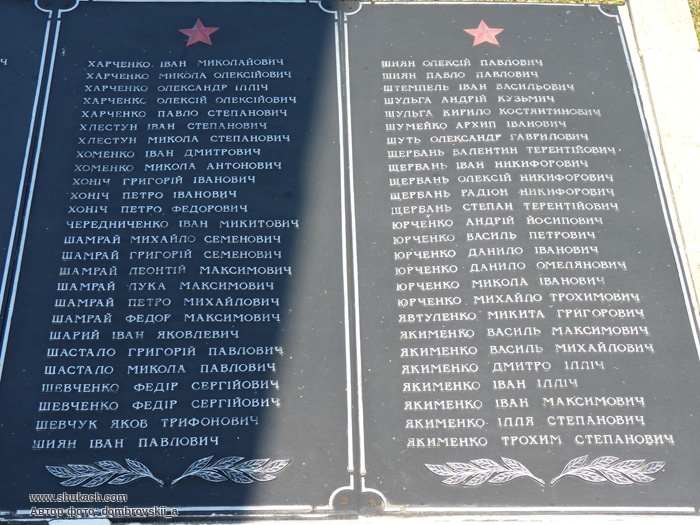 ХАРЧЕНКО ІВАН МИКОЛАЙОВИЧ
ХАРЧЕНКО МИКОЛА ОЛЕКСІЙОВИЧ
ХАРЧЕНКО ОЛЕКСАНДР ІЛЛІЧ
ХАРЧЕНКО ОЛЕКСІЙ ОЛЕКСІЙОВИЧ
ХАРЧЕНКО ПАВЛО СТЕПАНОВИЧ
ХЛЕСТУН ІВАН СТЕПАНОВИЧ
ХЛЕСТУН МИКОЛА СТЕПАНОВИЧ
ХОМЕНКО ІВАН ДМИТРОВИЧ
ХОМЕНКО МИКОЛА АНТОНОВИЧ
ХОНІЧ ГРИГОРІЙ ІВАНОВИЧ
ХОНІЧ ПЕТРО ІВАНОВИЧ
ХОНІЧ ПЕТРО ФЕДОРОВИЧ
ЧЕРЕДНИЧЕНКО ІВАН МИКИТОВИЧ
ШАМРАЙ МИХАЙЛО СЕМЕНОВИЧ
ШАМРАЙ ГРИГОРІЙ СЕМЕНОВИЧ
ШАМРАЙ ЛЕОНТІЙ МАКСИМОВИЧ
ШАМРАЙ ЛУКА МАКСИМОВИЧ
ШАМРАЙ ПЕТРО МИХАЙЛОВИЧ
ШАМРАЙ ФЕДОР МАКСИМОВИЧ
ШАРИЙ ІВАН ЯКОВЛЕВИЧ
ШАСТАЛО ГРИГОРІЙ ПАВЛОВИЧ
ШАСТАЛО МИКОЛА ПАВЛОВИЧ
ШЕВЧЕНКО ФЕДІР СЕРГІЙОВИЧ
ШЕВЧЕНКО ФЕДІР СЕРГІЙОВИЧ
ШЕВЧУК ЯКОВ ТРИФОНОВИЧ
ШИЯН ІВАН ПАВЛОВИЧ
ШИЯН ОЛЕКСІЙ ПАВЛОВИЧ
ШИЯН ПАВЛО ПАВЛОВИЧ
ШТЕМПЕЛЬ ІВАН ВАСИЛЬОВИЧ
ШУЛЬГА АНДРІЙ КУЗЬМИЧ
ШУЛЬГА КИРИЛО КОСТЯНТИНОВИЧ
ШУМЕЙКО АРХИП ІВАНОВИЧ
ШУТЬ ОЛЕКСАНДР ГАВРИЛОВИЧ
ЩЕРБАНЬ ВАЛЕНТИН ТЕРЕНТІЙОВИЧ
ЩЕРБАНЬ ІВАН НИКИФОРОВИЧ
ЩЕРБАНЬ ОЛЕКСІЙ НИКИФОРОВИЧ
ЩЕРБАНЬ РАДІОН НИКИФОРОВИЧ
ЩЕРБАНЬ СТЕПАН ТЕРЕНТІЙОВИЧ
ЮРЧЕНКО АНДРІЙ ЙОСИПОВИЧ
ЮРЧЕНКО ВАСИЛЬ ПЕТРОВИЧ
ЮРЧЕНКО ДАНИЛО ІВАНОВИЧ
ЮРЧЕНКО ДАНИЛО ОМЕЛЯНОВИЧ
ЮРЧЕНКО МИКОЛА ІВАНОВИЧ
ЮРЧЕНКО МИХАЙЛО ТРОХИМОВИЧ
ЯВТУЛЕНКО МИКИТА ГРИГОРОВИЧ
ЯКИМЕНКО ВАСИЛЬ МАКСИМОВИЧ
ЯКИМЕНКО ВАСИЛЬ МИХАЙЛОВИЧ
ЯКИМЕНКО ДМИТРО ІЛЛІЧ
ЯКИМЕНКО ІВАН ІЛЛІЧ
ЯКИМЕНКО ІВАН МАКСИМОВИЧ
ЯКИМЕНКО ІЛЛЯ СТЕПАНОВИЧ
ЯКИМЕНКО ТРОХИМ СТЕПАНОВИЧ
www.shukach.com
Автор фото: dombrovskii_a